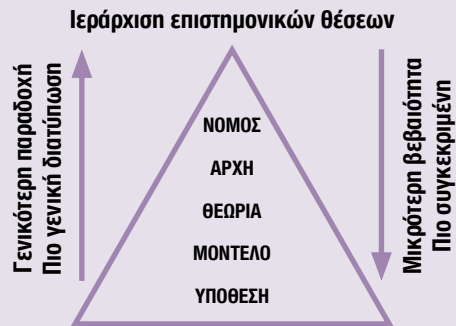 Ιεράρχιση επιστημονικών θέσεων
Γενικότερη παραδοχή
Πιο γενική διατύπωση
ΝΟΜΟΣ
ΑΡΧΗ
ΘΕΩΡΙΑ
ΜΟΝΤΕΛΟ
ΥΠΟΘΕΣΗ
Μικρότερη βεβαιότητα
Πιο συγκεκριμένη